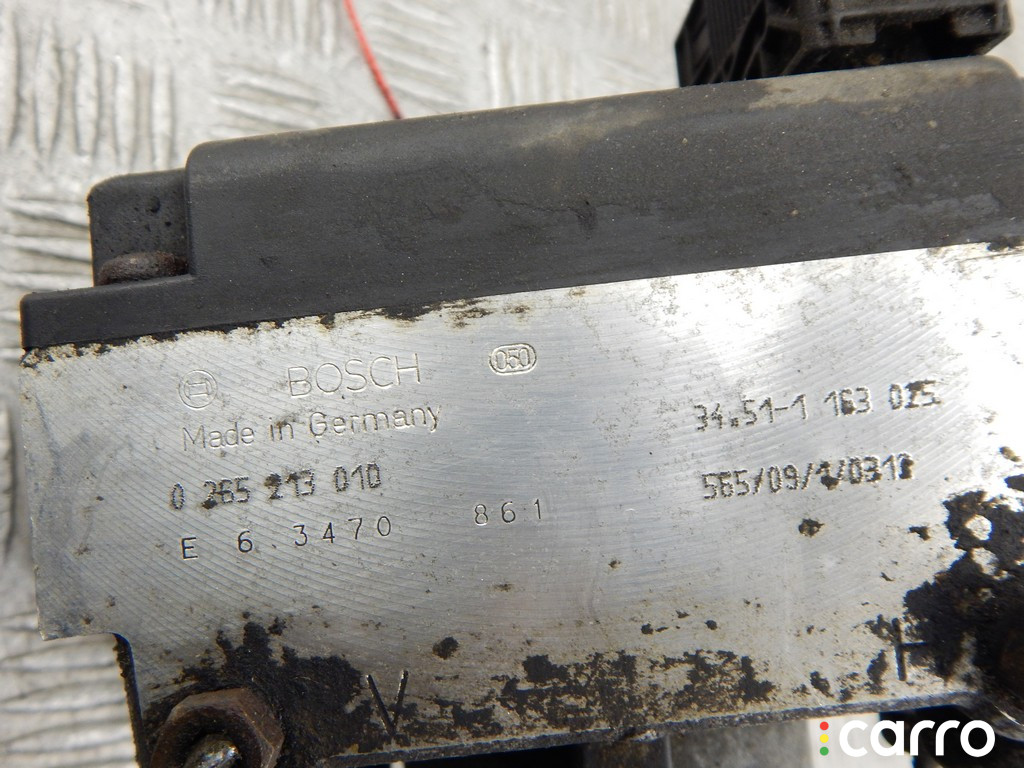 BOSCH 050
Made in Germany
0 265 213 010
E 6.3470 861
34.51-1 163 025
565/09/1/0318
V H
carro